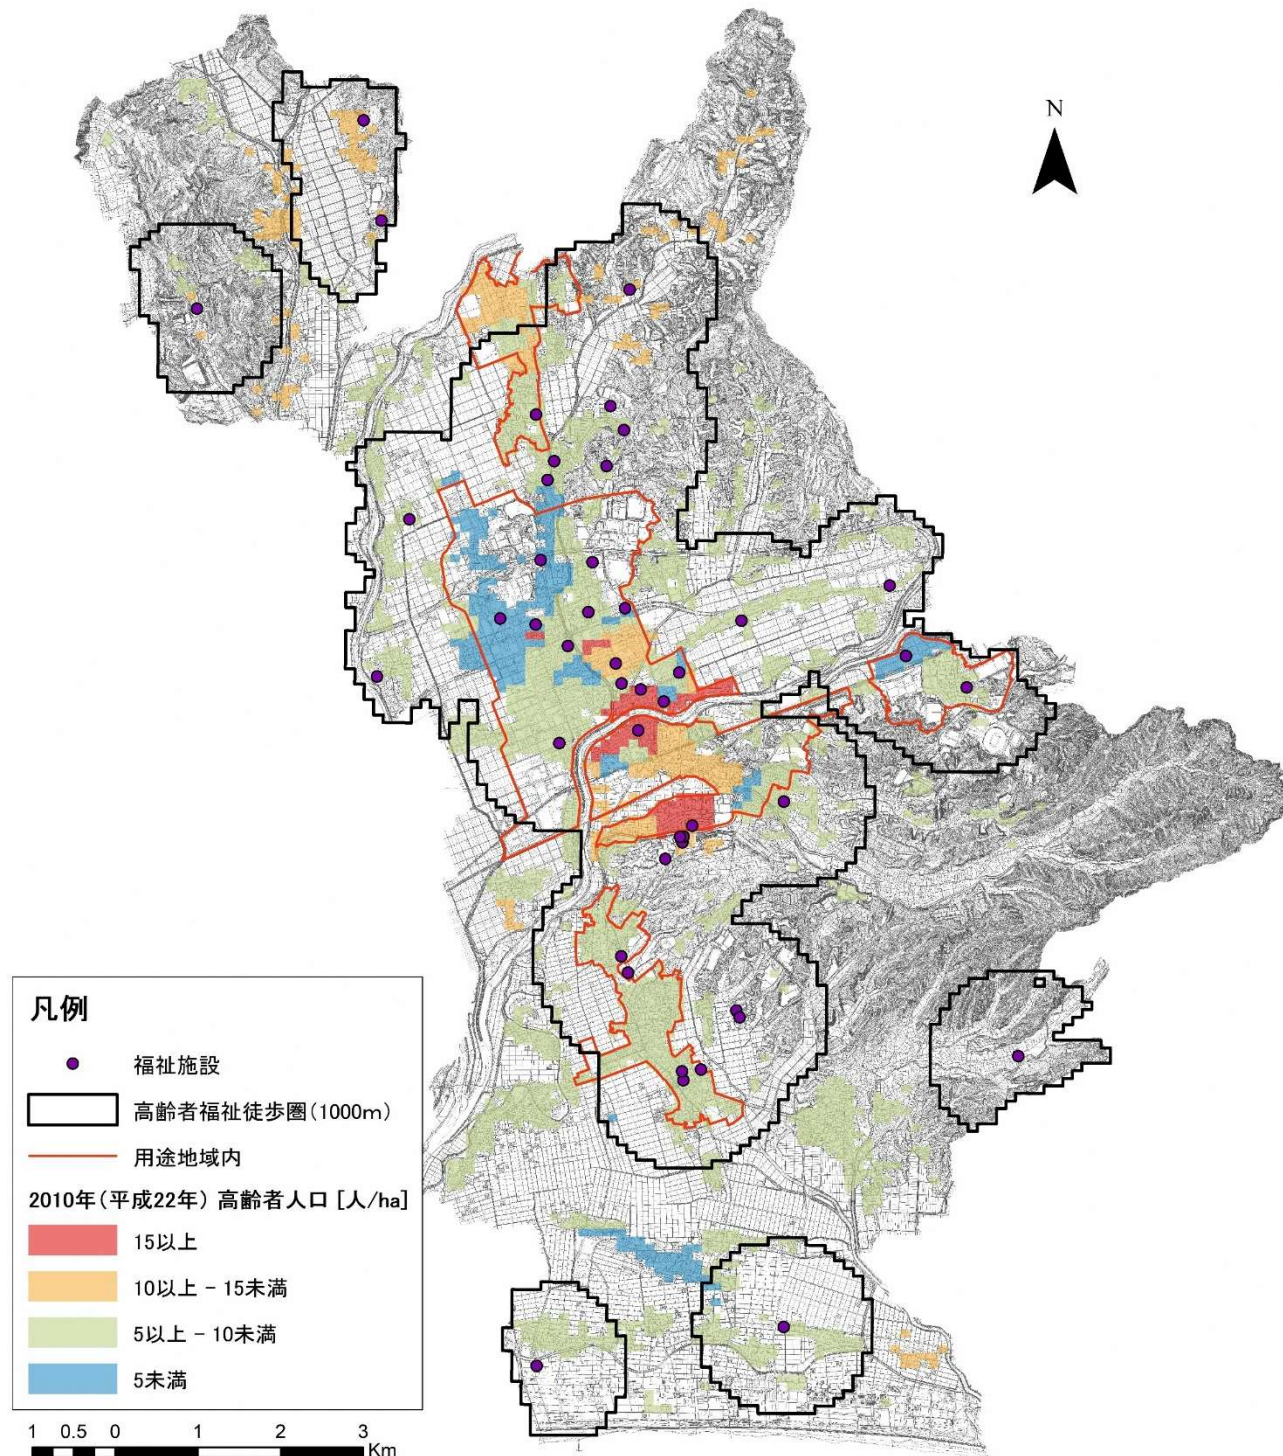 N
凡例
福祉施設
高齢者福祉徒歩圏(1000m)
用途地域内
2010年(平成22年) 高齢者人口 [人/ha]
15以上
10以上 - 15未満
5以上 - 10未満
5未満
1 0.5 0 1 2 3
Km